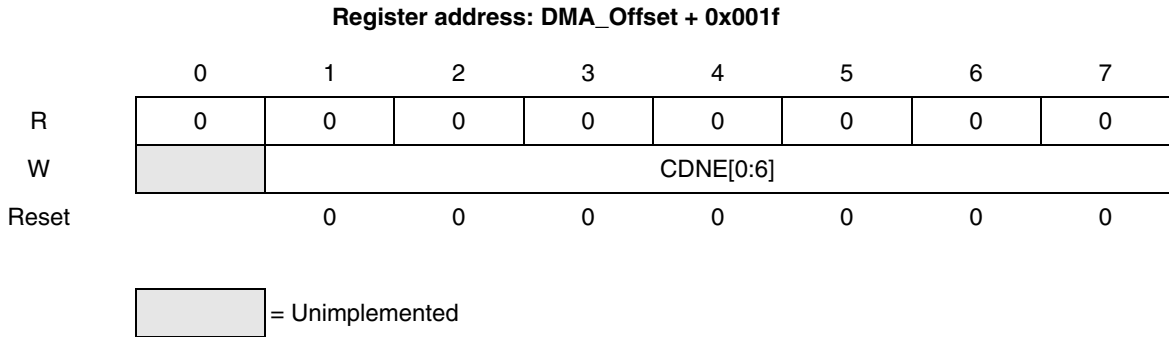 Register address: DMA_Offset + 0x001f
0 1 2 3 4 5 6 7
R 0 0 0 0 0 0 0 0
W CDNE[0:6]
Reset 0 0 0 0 0 0 0
= Unimplemented